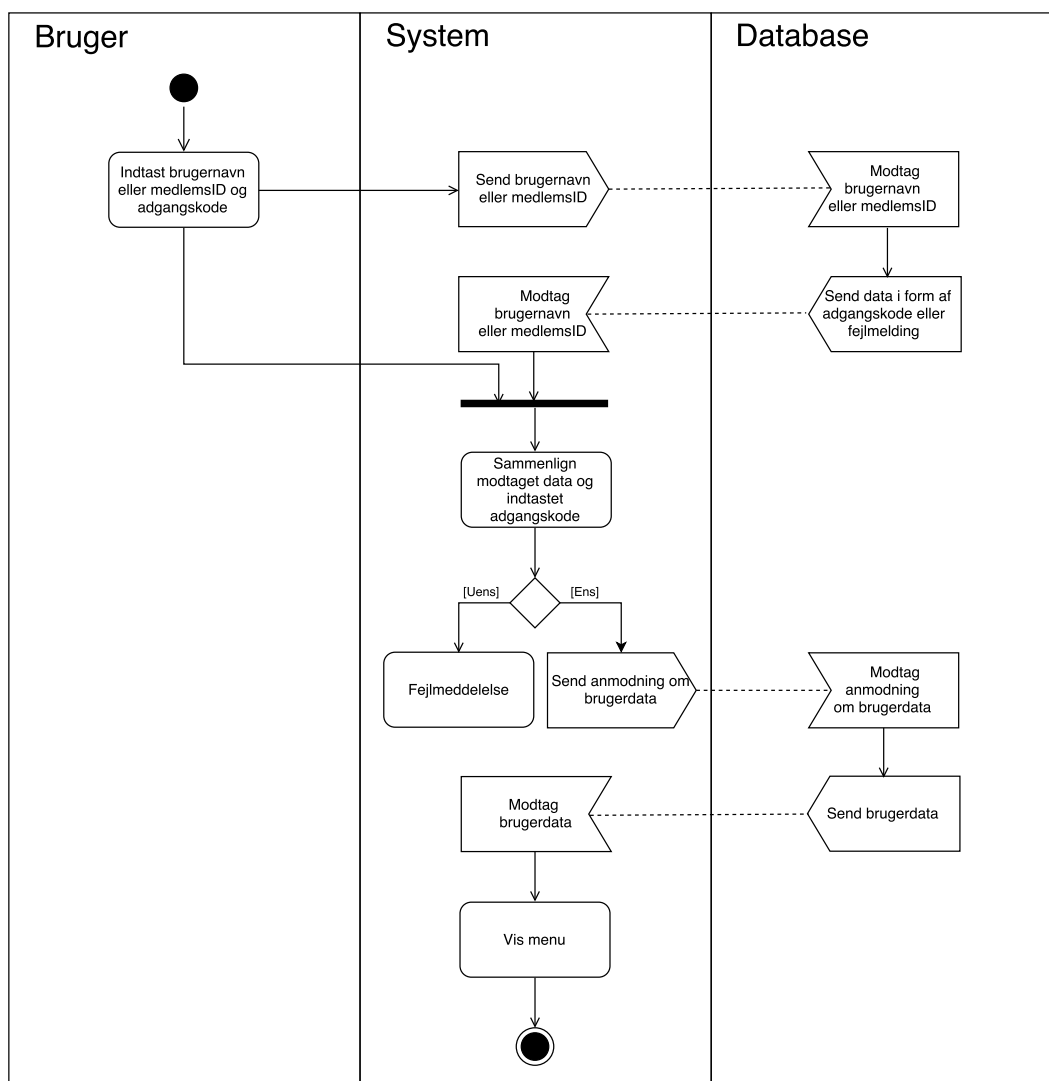 Bruger
System
Database
Indtast brugernavn
eller medlemsID og
adgangskode
Send brugernavn
eller medlemsID
Modtag
brugernavn
eller medlemsID
Modtag
brugernavn
eller medlemsID
Send data i form af
adgangskode eller
fejlmelding
Sammenlign
modtaget data og
indtastet
adgangskode
[Uens]
[Ens]
Fejlmeddelelse
Send anmodning om
brugerdata
Modtag
anmodning
om brugerdata
Modtag
brugerdata
Send brugerdata
Vis menu